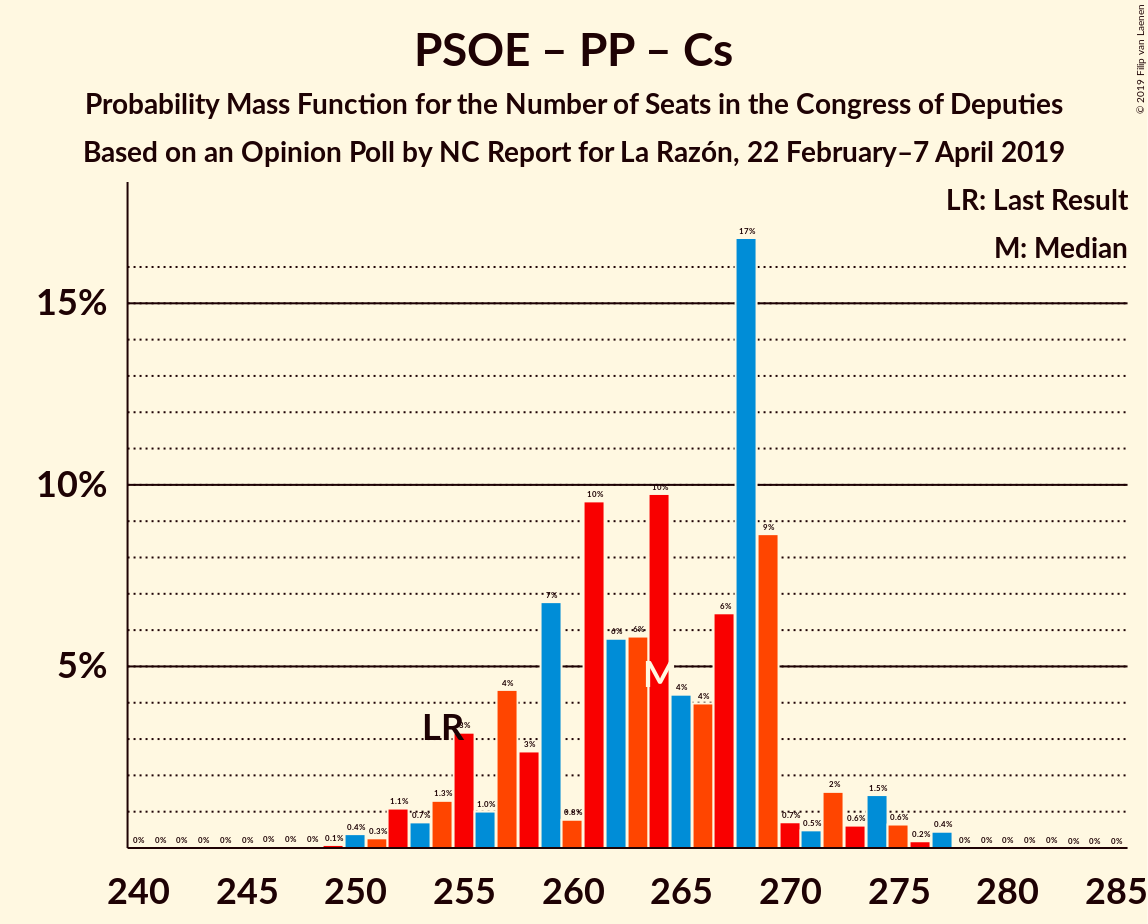 PSOE – PP – Cs
Probability Mass Function for the Number of Seats in the Congress of Deputies
Based on an Opinion Poll by NC Report for La Razón, 22 February–7 April 2019
© 2019 Filip van Laenen
LR: Last Result
M: Median
15%
10%
5%
0% 0% 0% 0% 0% 0% 0% 0% 0% 0.1% 0.4% 0.3% 1.1% 0.7% 1.3% 3% 1.0% 4% 3% 7% 0.8% 10% 6% 6% 10% 4% 4% 6% 17% 9% 0.7% 0.5% 2% 0.6% 1.5% 0.6% 0.2% 0.4% 0% 0% 0% 0% 0% 0% 0% 0%
LR
M
240 245 250 255 260 265 270 275 280 285